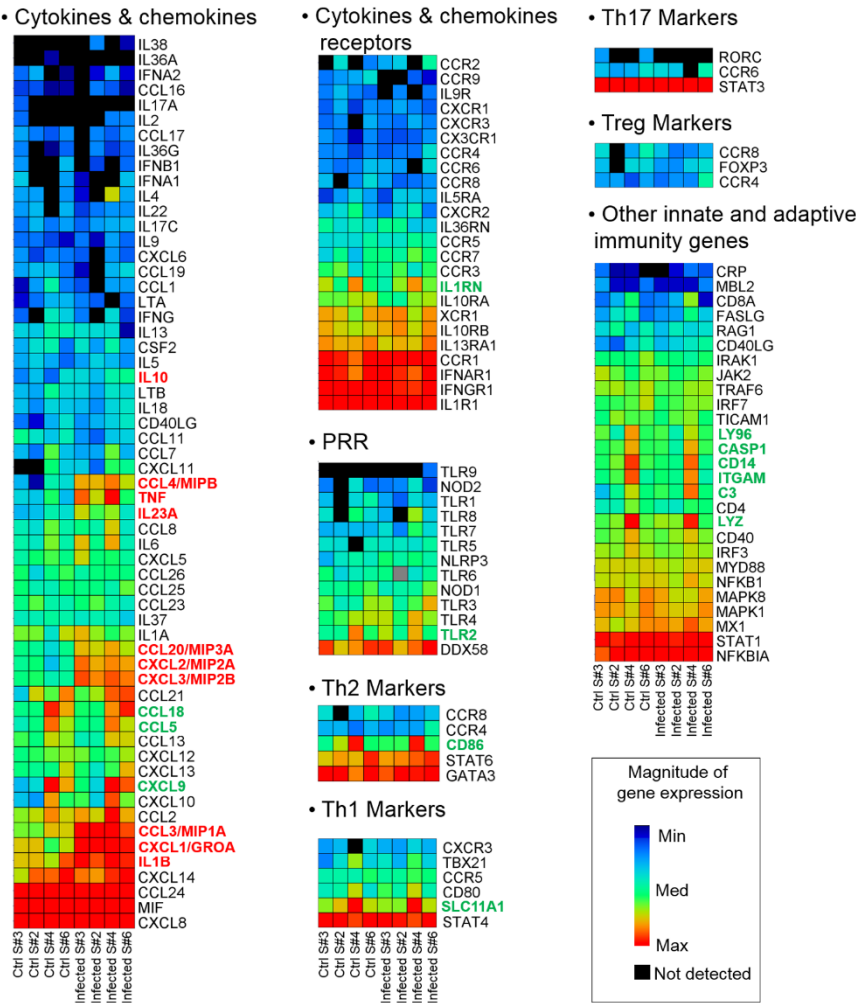 • Cytokines & chemokines
IL38
IL36A
IFNA2
CCL16
IL17A
IL2
CCL17
IL36G
IFNB1
IFNA1
IL4
IL22
IL17C
IL9
CXCL6
CCL19
CCL1
LTA
IFNG
IL13
CSF2
IL5
IL10
LTB
IL18
CD40LG
CCL11
CCL7
CXCL11
CCL4/MIPB
TNF
IL23A
CCL8
IL6
CXCL5
CCL26
CCL25
CCL23
IL37
IL1A
CCL20/MIP3A
CXCL2/MIP2A
CXCL3/MIP2B
CCL21
CCL18
CCL5
CCL13
CXCL12
CXCL13
CXCL9
CXCL10
CCL2
CCL3/MIP1A
CXCL1/GROA
IL1B
CXCL14
CCL24
MIF
CXCL8
Ctrl S#3
Ctrl S#2
Ctrl S#4
Ctrl S#6
Infected S#3
Infected S#2
Infected S#4
Infected S#6
• Cytokines & chemokines
receptors
CCR2
CCR9
IL9R
CXCR1
CXCR3
CX3CR1
CCR4
CCR6
CCR8
IL5RA
CXCR2
IL36RN
CCR5
CCR7
CCR3
IL1RN
IL10RA
XCR1
IL10RB
IL13RA1
CCR1
IFNAR1
IFNGR1
IL1R1
• PRR
TLR9
NOD2
TLR1
TLR8
TLR7
TLR5
NLRP3
TLR6
NOD1
TLR3
TLR4
TLR2
DDX58
• Th2 Markers
CCR8
CCR4
CD86
STAT6
GATA3
• Th1 Markers
CXCR3
TBX21
CCR5
CD80
SLC11A1
STAT4
Ctrl S#3
Ctrl S#2
Ctrl S#4
Ctrl S#6
Infected S#3
Infected S#2
Infected S#4
Infected S#6
• Th17 Markers
RORC
CCR6
STAT3
• Treg Markers
CCR8
FOXP3
CCR4
• Other innate and adaptive
immunity genes
CRP
MBL2
CD8A
FASLG
RAG1
CD40LG
IRAK1
JAK2
TRAF6
IRF7
TICAM1
LY96
CASP1
CD14
ITGAM
C3
CD4
LYZ
CD40
IRF3
MYD88
NFKB1
MAPK8
MAPK1
MX1
STAT1
NFKBIA
Ctrl S#3
Ctrl S#2
Ctrl S#4
Ctrl S#6
Infected S#3
Infected S#2
Infected S#4
Infected S#6
Magnitude of
gene expression
Min
Med
Max
Not detected